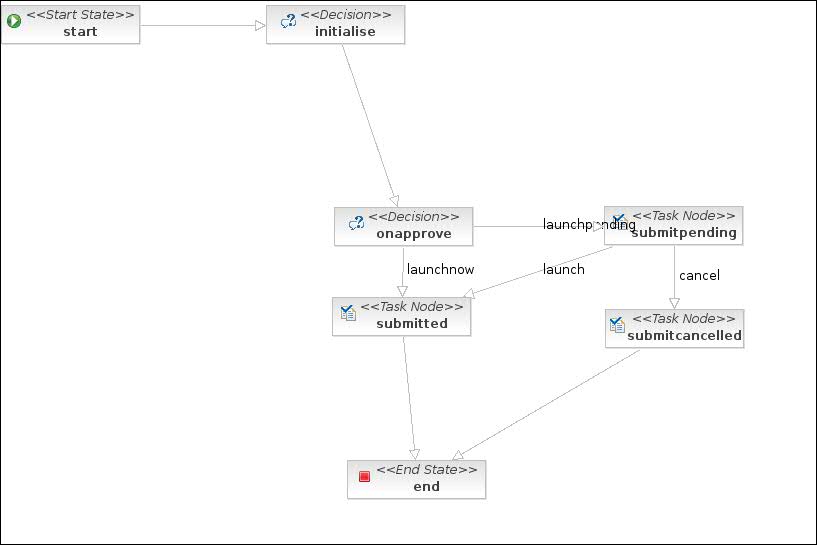 <<Start State>>
start
<<Decision>>
initialise
<<Decision>>
onapprove
launchpending
<<Task Node>>
submitpending
launchnow
launch
cancel
<<Task Node>>
submitted
<<Task Node>>
submitcancelled
<<End State>>
end